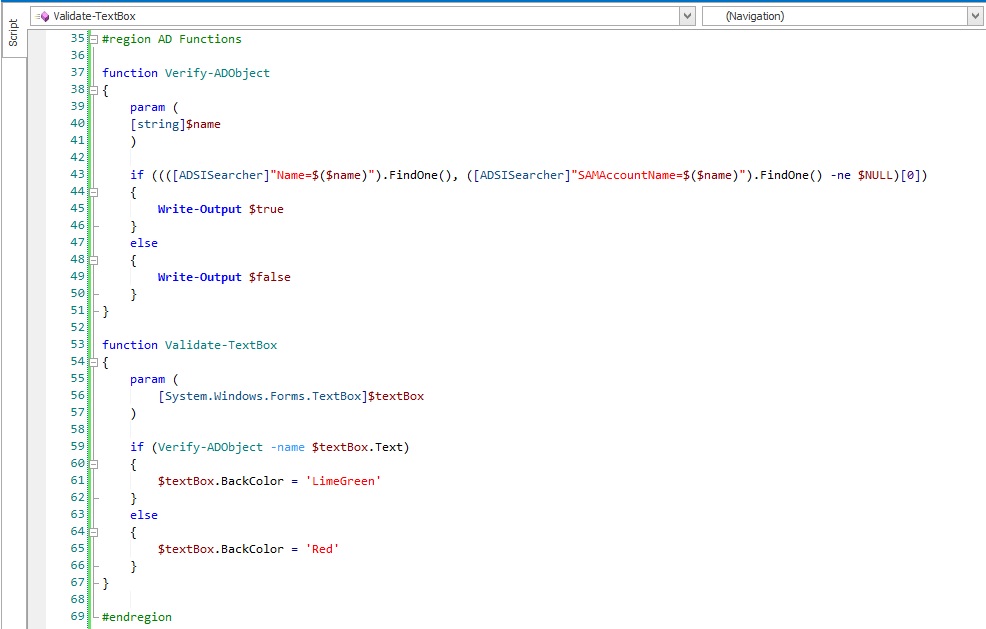 Validate-TextBox
(Navigation)
Script
35 #region AD Functions
36
37 function Verify-ADObject
38 {
39     param (
40     [string]$name
41     )
42
43     if ((([ADSISearcher]"Name=$($name)").FindOne(), ([ADSISearcher]"SAMAccountName=$($name)").FindOne() -ne $NULL)[0])
44     {
45         Write-Output $true
46     }
47     else
48     {
49         Write-Output $false
50     }
51 }
52
53 function Validate-TextBox
54 {
55     param (
56         [System.Windows.Forms.TextBox]$textBox
57     )
58
59     if (Verify-ADObject -name $textBox.Text)
60     {
61         $textBox.BackColor = 'LimeGreen'
62     }
63     else
64     {
65         $textBox.BackColor = 'Red'
66     }
67 }
68
69 #endregion